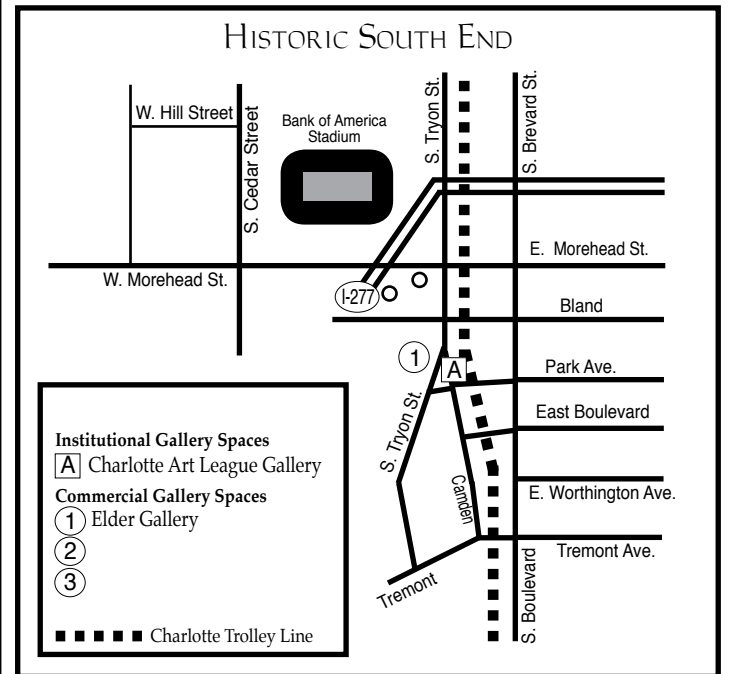 HISTORIC SOUTH END
W. Hill Street
S. Cedar Street
Bank of America
Stadium
S. Tryon St.
S. Brevard St.
W. Morehead St.
E. Morehead St.
I-277
Bland
1
A
Park Ave.
S. Tryon St.
East Boulevard
Camden
E. Worthington Ave.
Tremont
Tremont Ave.
S. Boulevard
Institutional Gallery Spaces
A Charlotte Art League Gallery
Commercial Gallery Spaces
1 Elder Gallery
2
3
Charlotte Trolley Line